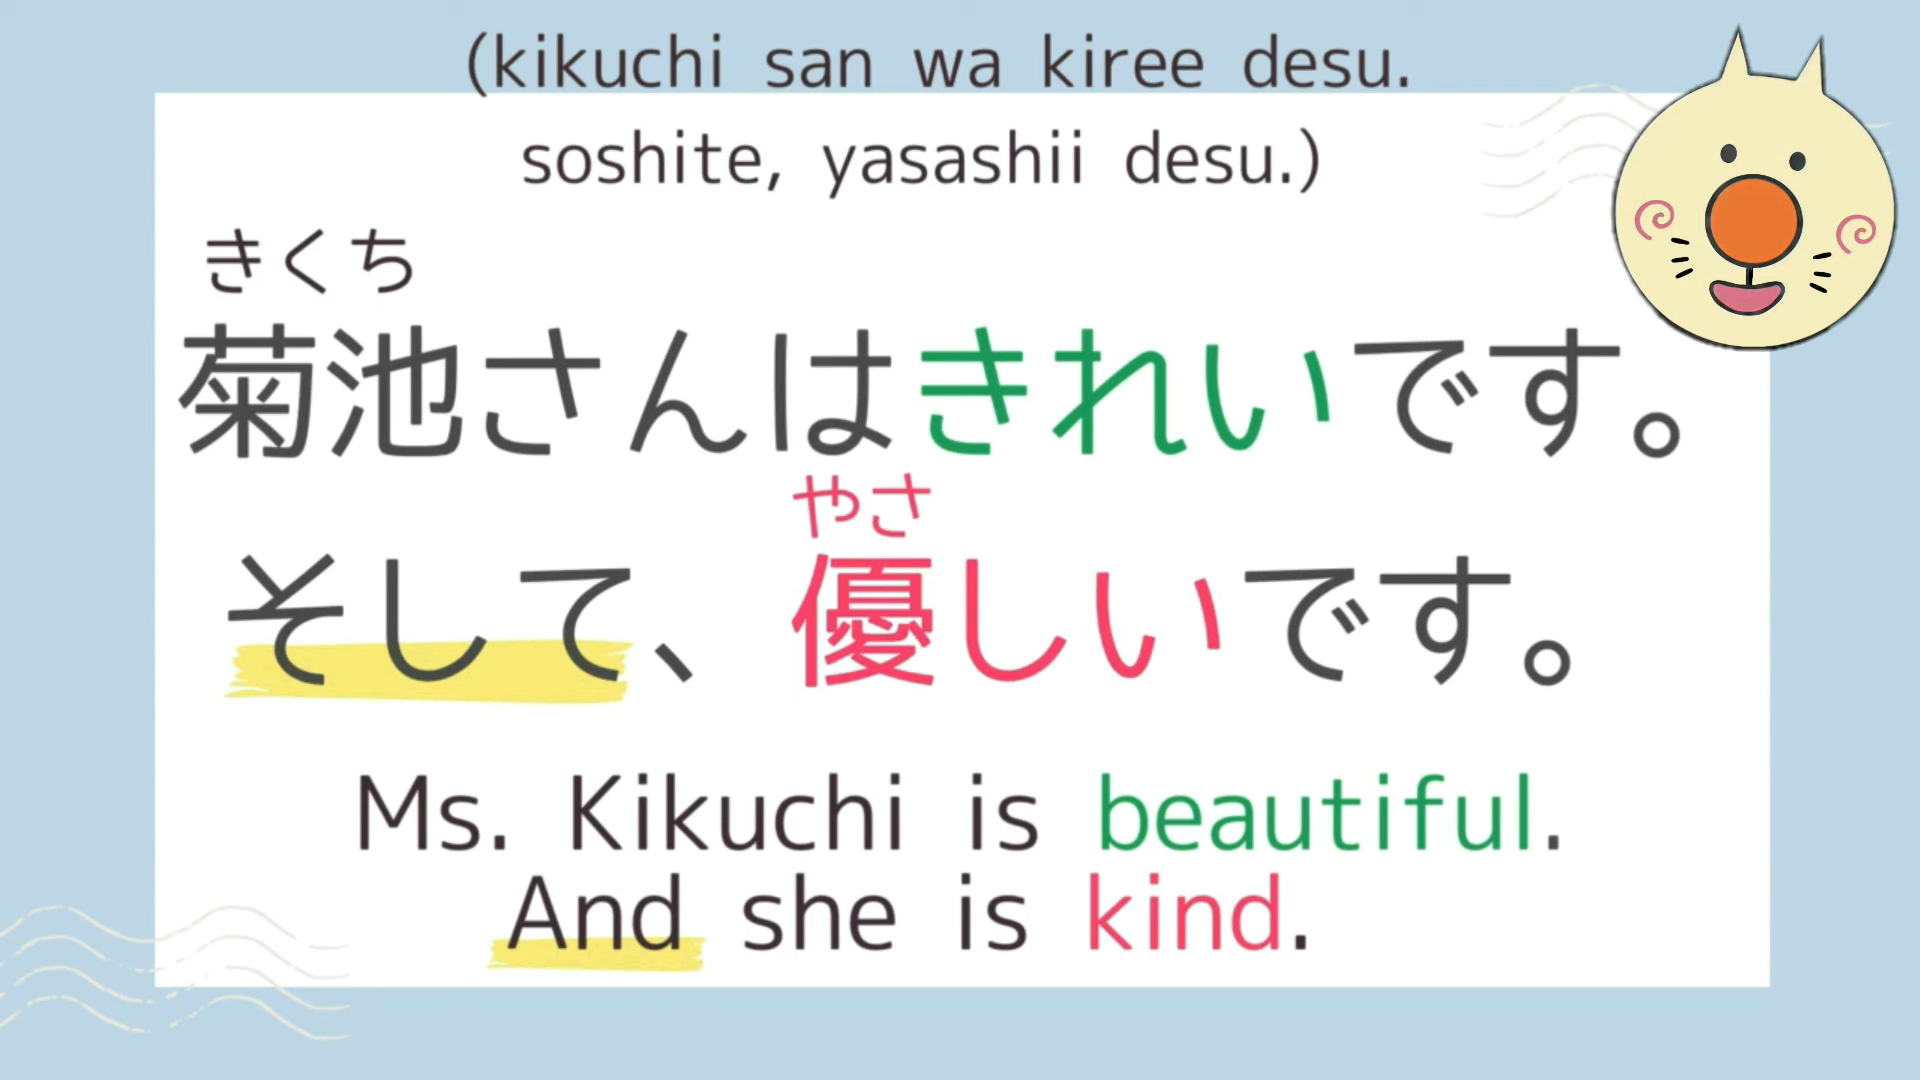 (kikuchi san wa kiree desu.
soshite, yasashii desu.)
きくち
菊池さんはきれいです。
やさ
そして、優しいです。
Ms. Kikuchi is beautiful.
And she is kind.